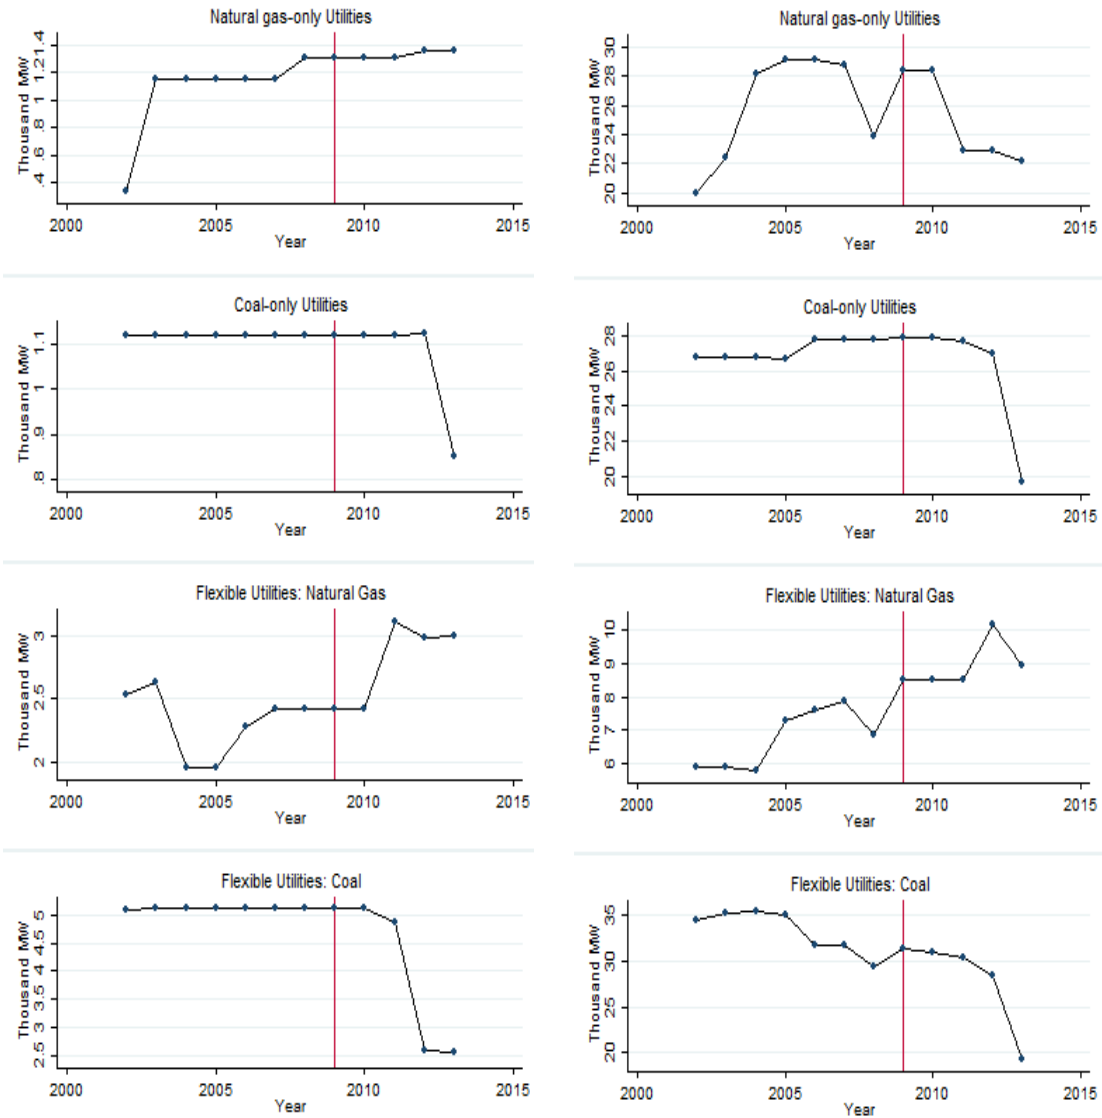 Natural gas-only Utilities
Thousand MW
.4 .6 .8 1 1.2 1.4
2000 2005 2010 2015
Year
Natural gas-only Utilities
Thousand MW
20 22 24 26 28 30
2000 2005 2010 2015
Year
Coal-only Utilities
Thousand MW
.8 .9 1 1.1
2000 2005 2010 2015
Year
Coal-only Utilities
Thousand MW
20 22 24 26 28
2000 2005 2010 2015
Year
Flexible Utilities: Natural Gas
Thousand MW
2 2.5 3
2000 2005 2010 2015
Year
Flexible Utilities: Natural Gas
Thousand MW
6 7 8 9 10
2000 2005 2010 2015
Year
Flexible Utilities: Coal
Thousand MW
2.5 3 3.5 4 4.5 5
2000 2005 2010 2015
Year
Flexible Utilities: Coal
Thousand MW
20 25 30 35
2000 2005 2010 2015
Year